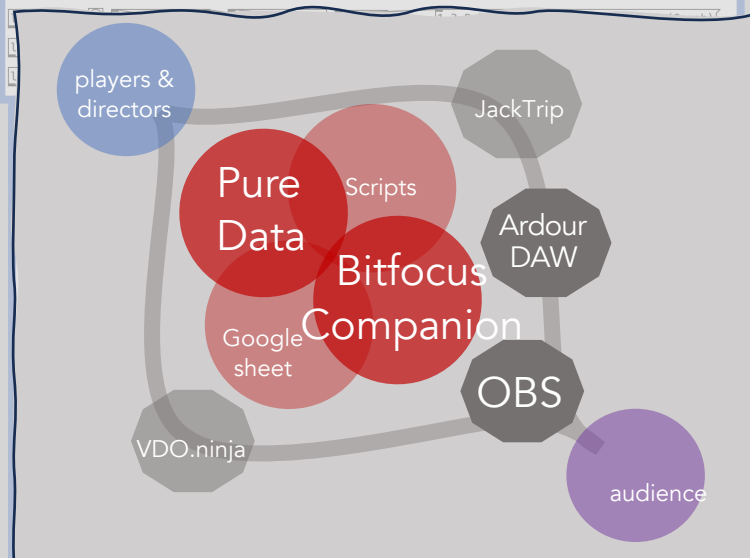 players &
directors
JackTrip
Pure
Data
Scripts
Ardour
DAW
Bitfocus
Companion
Google
sheet
OBS
VDO.ninja
audience